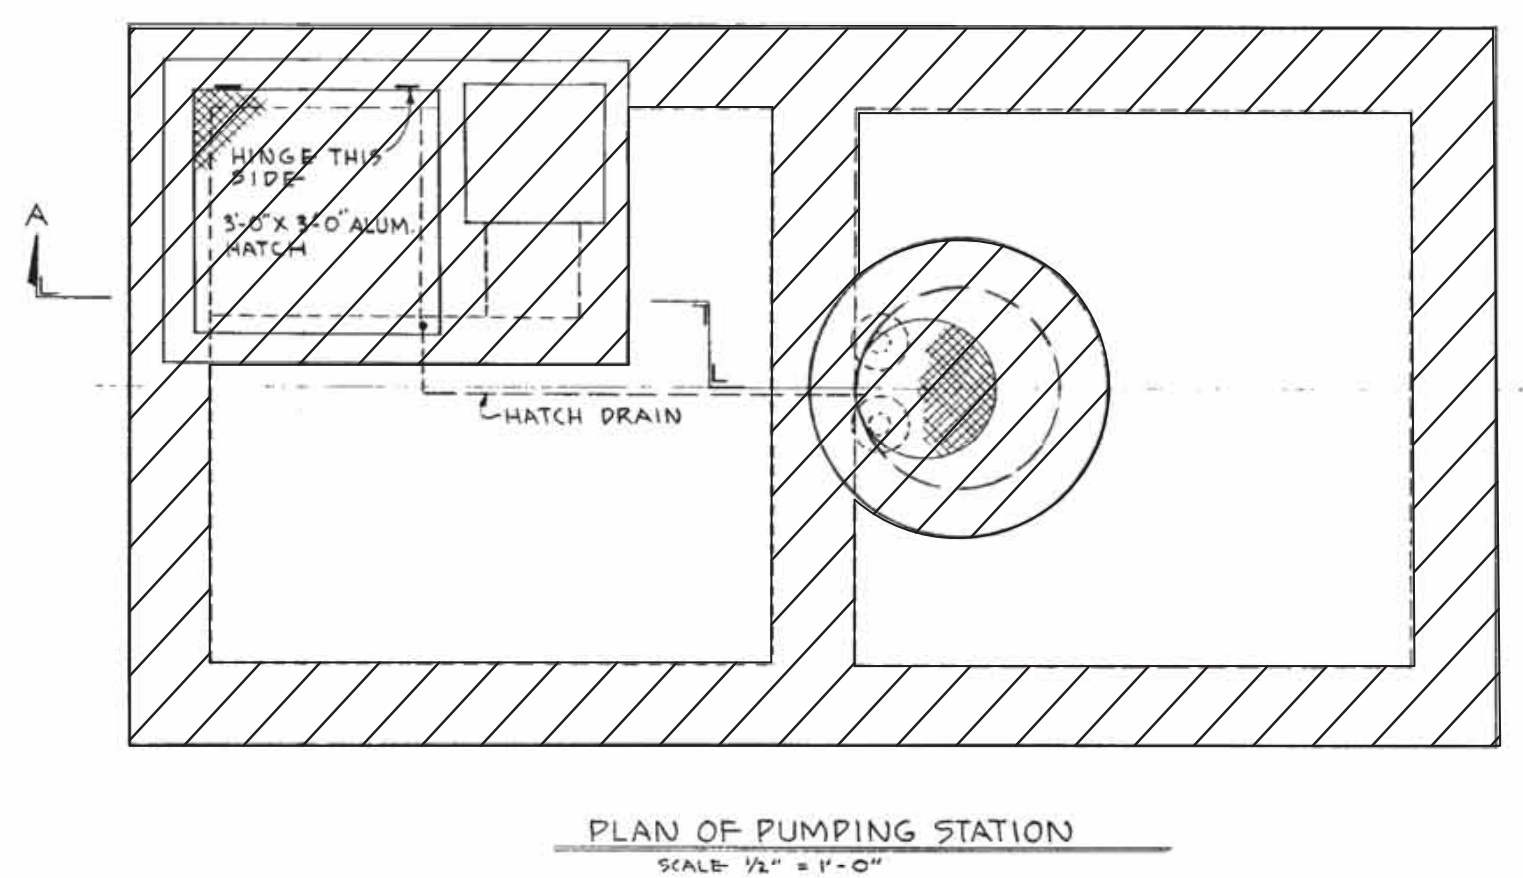 HINGE THIS
SIDE
3'-0" X 3'-0" ALUM.
HATCH
A
HATCH DRAIN
PLAN OF PUMPING STATION
SCALE 1/2" = 1'-0"